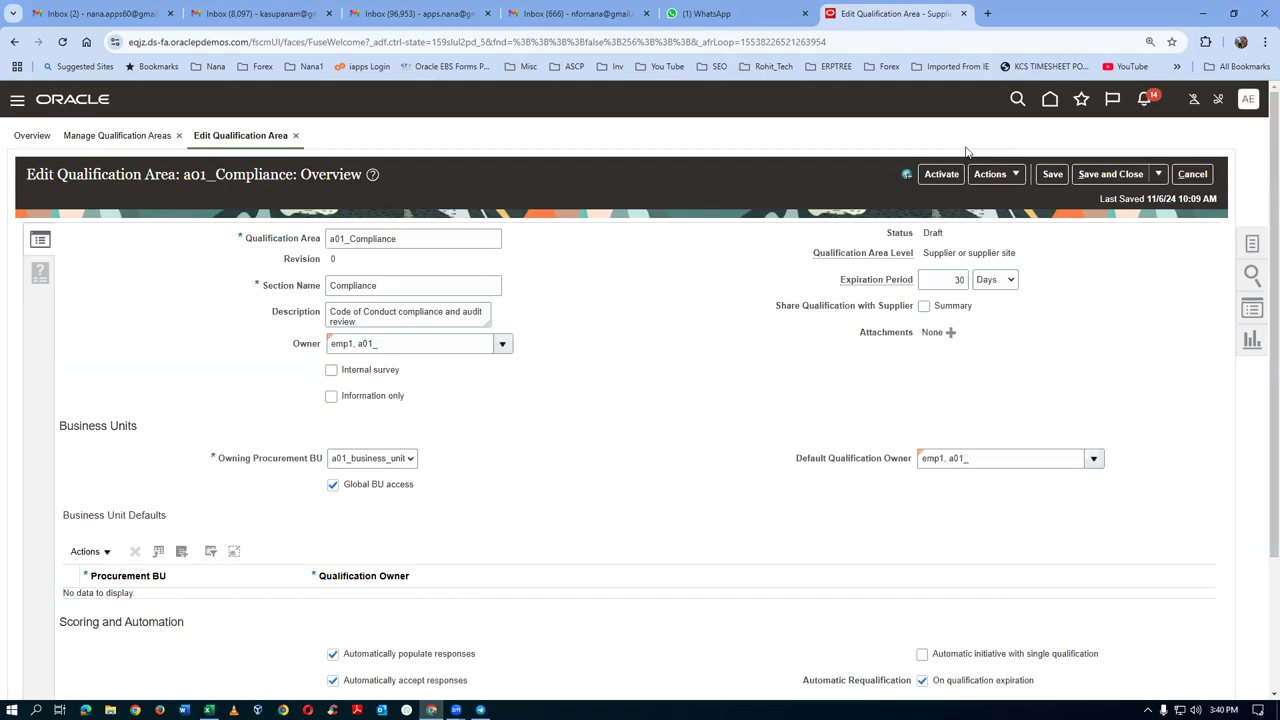 Inbox (8,097) - nana.apps60@gmail
Inbox (8,097) - kasupanam@gmail
Inbox (96,953) - apps.nana@gm
Inbox (666) - nfornana@gmail.
(1) WhatsApp
Edit Qualification Area - Supplie
eqjz.ds-fa.oraclepdemos.com/fscmUI/faces/FuseWelcome?_adf.ctrl-state=159slul2pd_5&fnd=%3B%3B%3B%3Bfalse%3B256%3B%3B%3B&_afrLoop=15538226521263954
Suggested Sites
Bookmarks
Nana
Forex
Nana1
apps Login
Oracle EBS Forms P...
Misc
ASCP
Inv
You Tube
SEO
Rohit_Tech
ERPTREE
Forex
Imported From IE
KCS TIMESHEET PO...
YouTube
All Bookmarks
ORACLE
14
AE
Overview
Manage Qualification Areas
Edit Qualification Area
Edit Qualification Area: a01_Compliance: Overview
Activate
Actions
Save
Save and Close
Cancel
Last Saved 11/6/24 10:09 AM
* Qualification Area a01_Compliance
Revision 0
* Section Name Compliance
Description Code of Conduct compliance and audit
review.
Owner emp1, a01_
Internal survey
Information only
Status Draft
Qualification Area Level Supplier or supplier site
Expiration Period 30 Days
Share Qualification with Supplier Summary
Attachments None
Business Units
* Owning Procurement BU a01_business_unit
Default Qualification Owner emp1, a01_
Global BU access
Business Unit Defaults
Actions
* Procurement BU
* Qualification Owner
No data to display.
Scoring and Automation
Automatically populate responses
Automatic initiative with single qualification
Automatically accept responses
Automatic Requalification On qualification expiration
3:40 PM